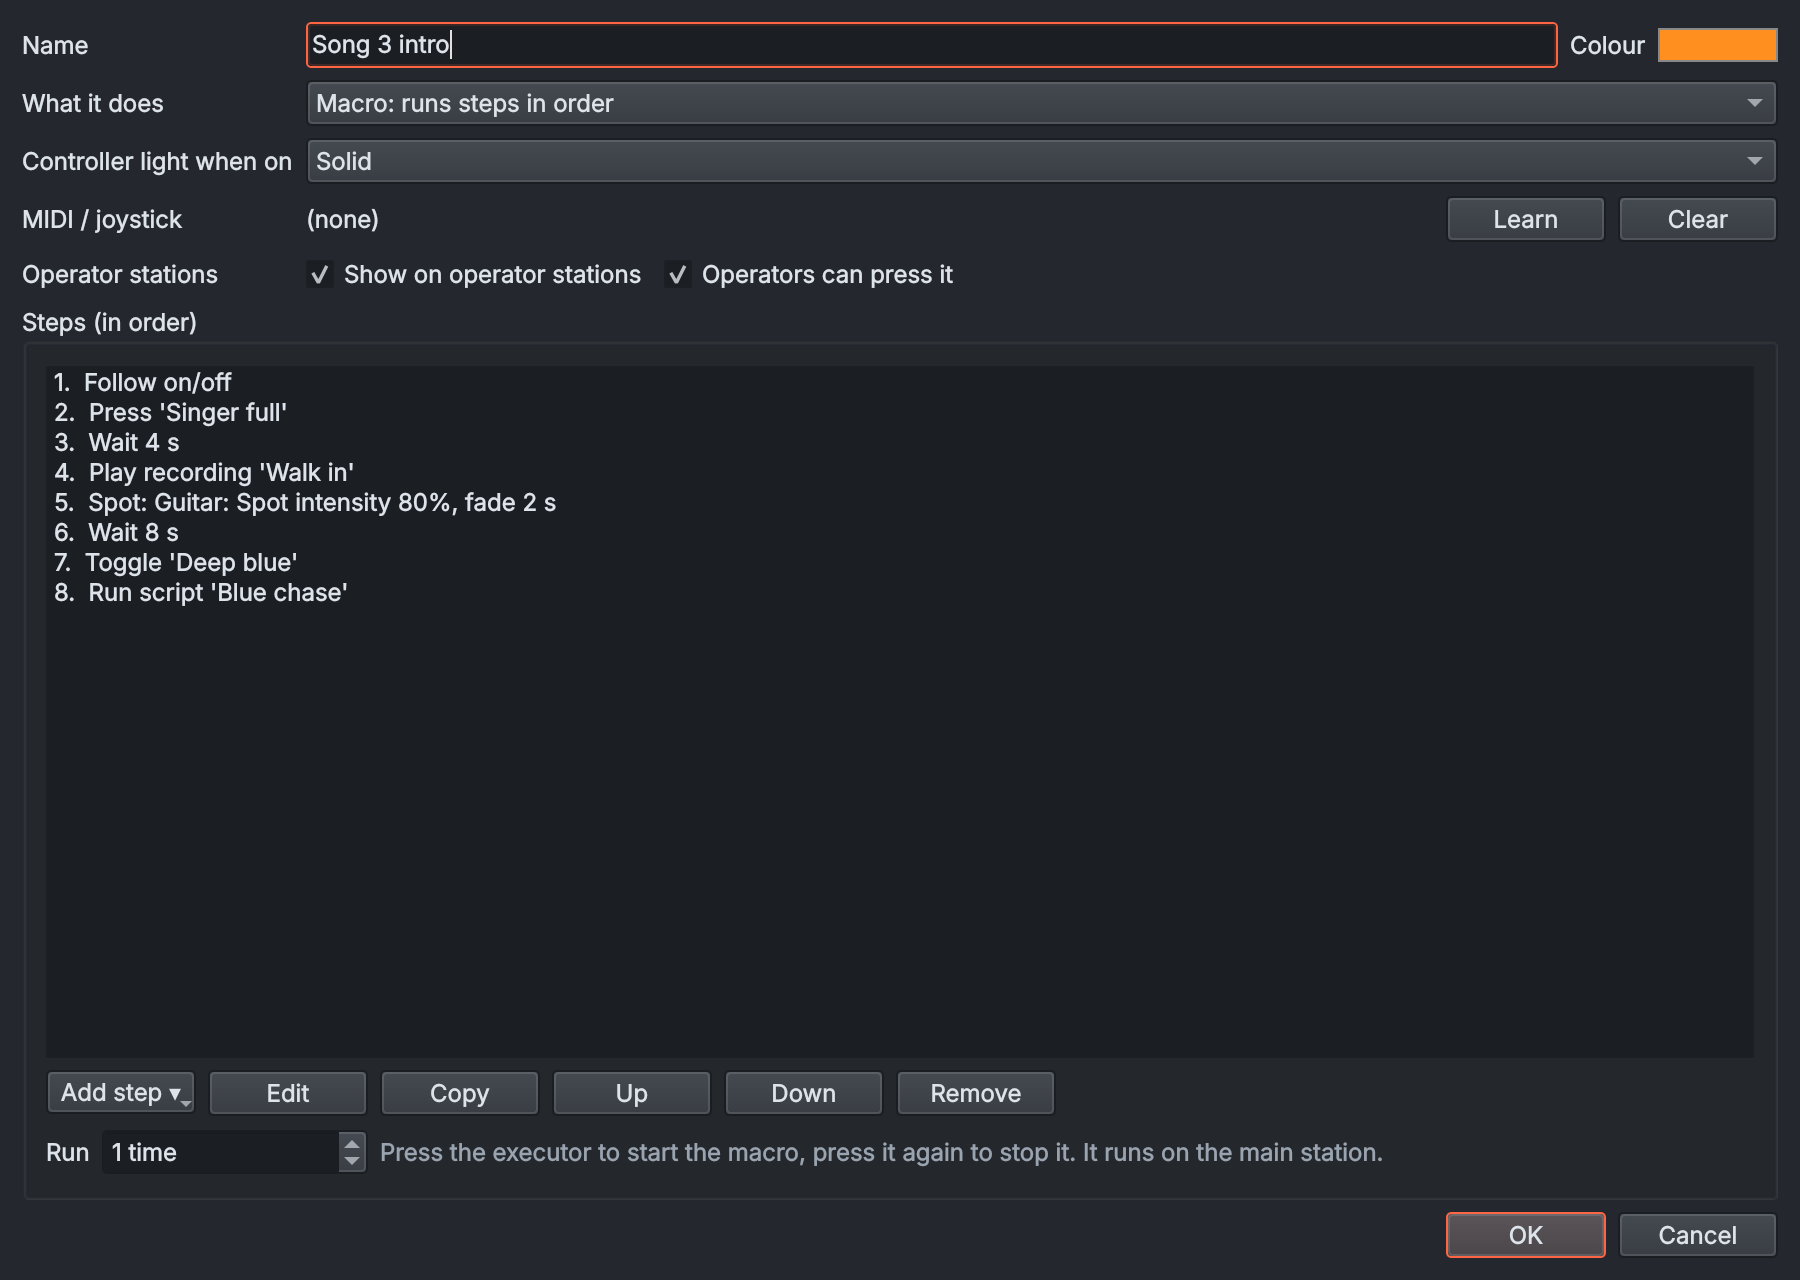 Name
Song 3 intro
Colour
What it does
Macro: runs steps in order
Controller light when on
Solid
MIDI / joystick
(none)
Learn
Clear
Operator stations
Show on operator stations
Operators can press it
Steps (in order)
1. Follow on/off
2. Press 'Singer full'
3. Wait 4 s
4. Play recording 'Walk in'
5. Spot: Guitar: Spot intensity 80%, fade 2 s
6. Wait 8 s
7. Toggle 'Deep blue'
8. Run script 'Blue chase'
Add step ▾
Edit
Copy
Up
Down
Remove
Run
1 time
Press the executor to start the macro, press it again to stop it. It runs on the main station.
OK
Cancel